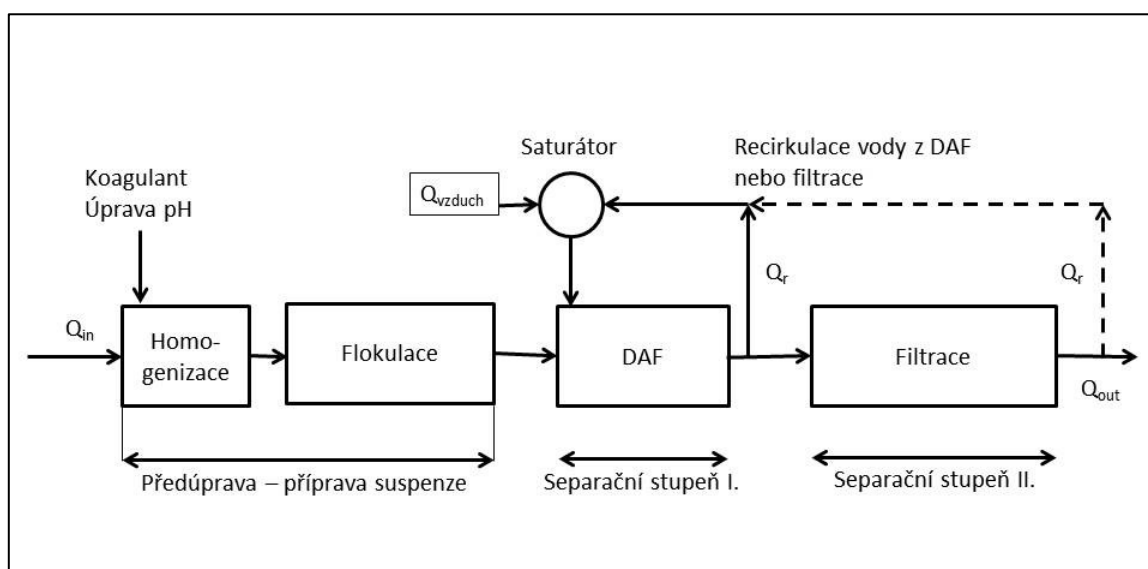 Saturátor
Recirkulace vody z DAF
nebo filtrace
Koagulant
Úprava pH
Qvzduch
Qr
Qr
Qin
Homo-
genizace
Flokulace
DAF
Filtrace
Qout
Předúprava – příprava suspenze
Separační stupeň I.
Separační stupeň II.